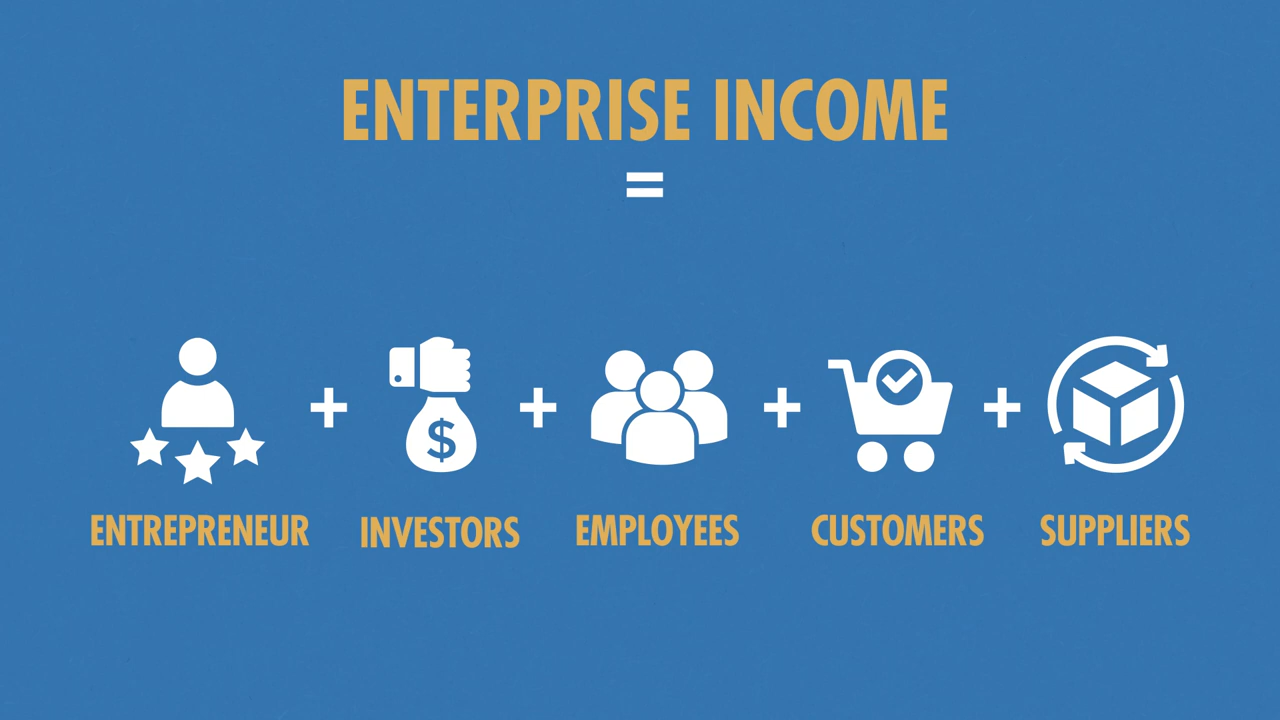 ENTERPRISE INCOME
=
+ + + +
$
ENTREPRENEUR INVESTORS EMPLOYEES CUSTOMERS SUPPLIERS